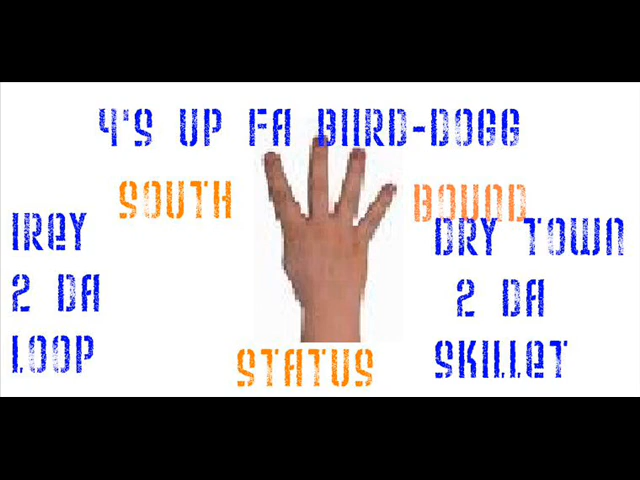 4'S UP FA BIIRD-DOGG
SOUTH BOUND
STATUS
IREY
2 DA
LOOP
DRY TOWN
2 DA
SKILLET